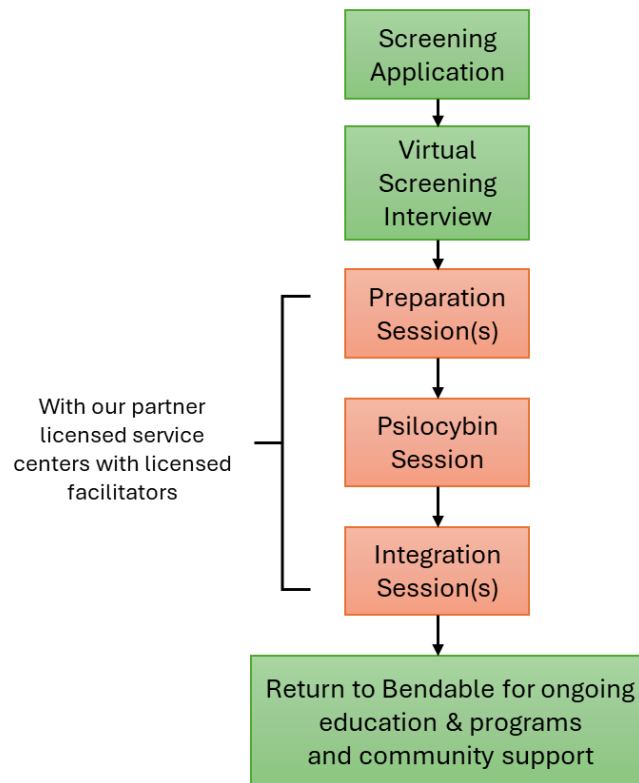 Screening
Application
Virtual
Screening
Interview
Preparation
Session(s)
With our partner
licensed service
centers with licensed
facilitators
Psilocybin
Session
Integration
Session(s)
Return to Bendable for ongoing
education & programs
and community support